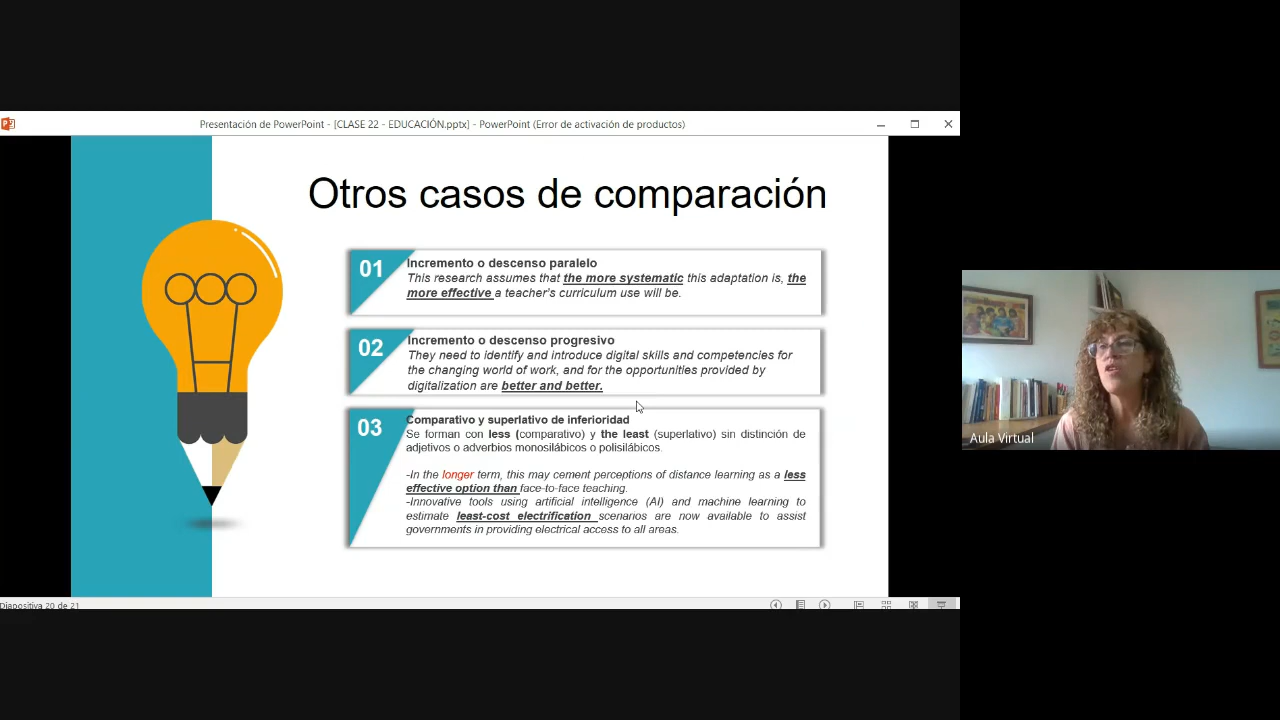 Presentación de PowerPoint - [CLASE 22 - EDUCACIÓN.pptx] - PowerPoint (Error de activación de productos)
Otros casos de comparación
01
Incremento o descenso paralelo
This research assumes that the more systematic this adaptation is, the
more effective a teacher's curriculum use will be.
02
Incremento o descenso progresivo
They need to identify and introduce digital skills and competencies for
the changing world of work, and for the opportunities provided by
digitalization are better and better.
03
Comparativo y superlativo de inferioridad
Se forman con less (comparativo) y the least (superlativo) sin distinción de
adjetivos o adverbios monosilábicos o polisilábicos.
-In the longer term, this may cement perceptions of distance learning as a less
effective option than face-to-face teaching.
-Innovative tools using artificial intelligence (AI) and machine learning to
estimate least-cost electrification scenarios are now available to assist
governments in providing electrical access to all areas.
Aula Virtual
Diapositiva 20 de 21